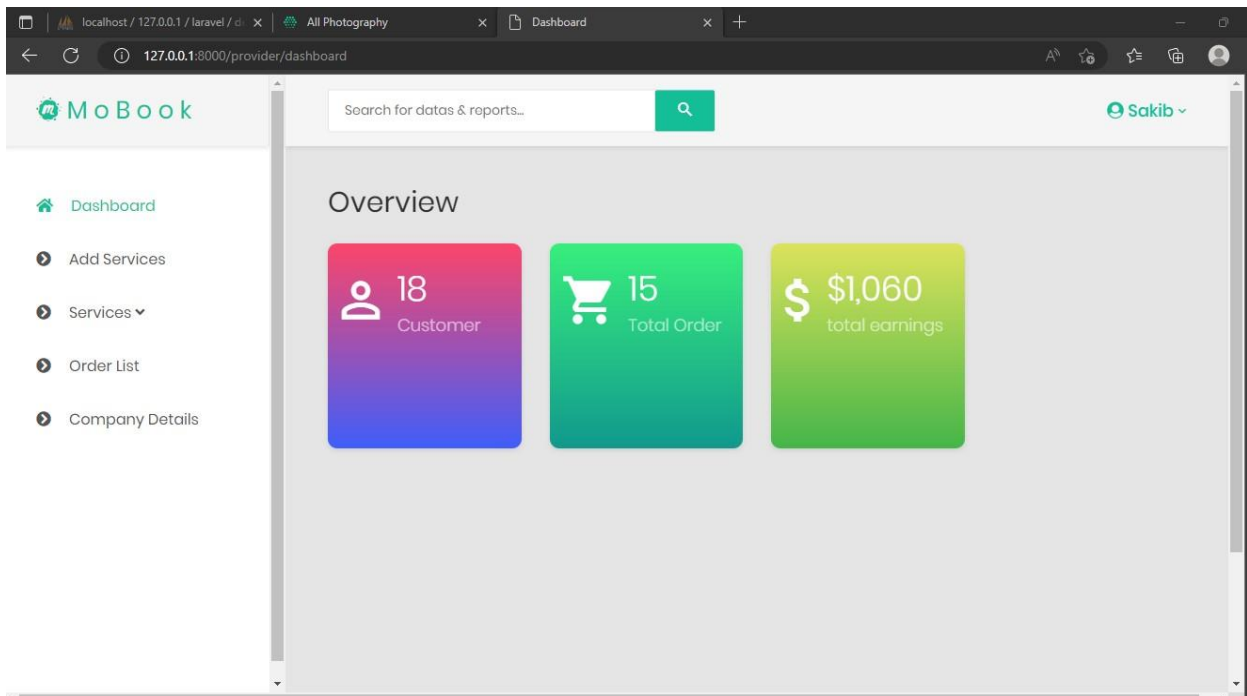 localhost / 127.0.0.1 / laravel / d
All Photography
Dashboard
127.0.0.1:8000/provider/dashboard
MoBook
Search for datas & reports...
Sakib
Dashboard
Add Services
Services
Order List
Company Details
Overview
18
Customer
15
Total Order
$1,060
total earnings